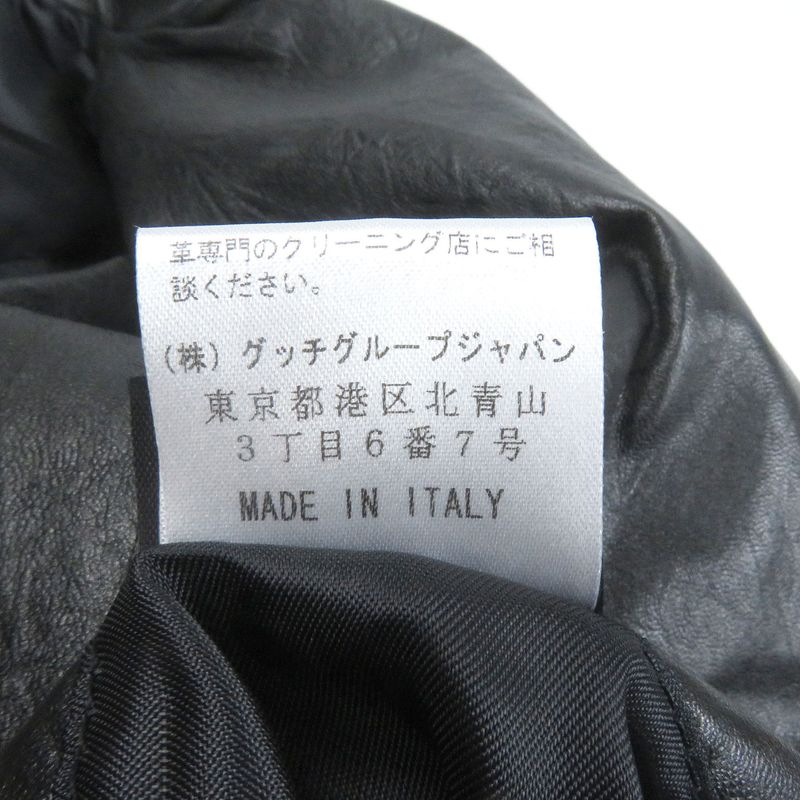 革専門のクリーニング店にご相
談ください。
(株) グッチグループジャパン
東京都港区北青山
3丁目6番7号
MADE IN ITALY